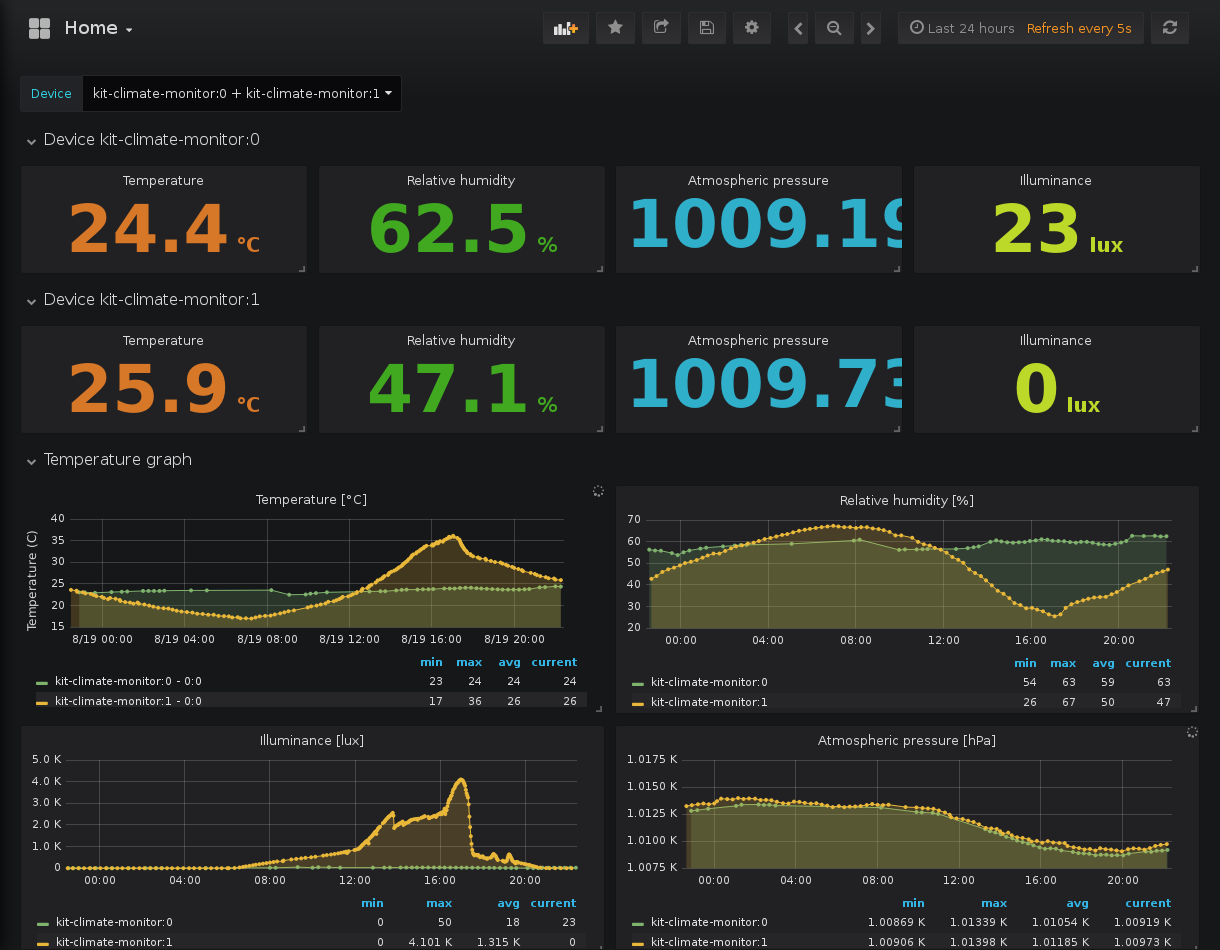 Home
Last 24 hours Refresh every 5s
Device kit-climate-monitor:0 + kit-climate-monitor:1
Device kit-climate-monitor:0
Temperature Relative humidity Atmospheric pressure Illuminance
24.4 °C 62.5 % 1009.19 23 lux
Device kit-climate-monitor:1
Temperature Relative humidity Atmospheric pressure Illuminance
25.9 °C 47.1 % 1009.73 0 lux
Temperature graph
Temperature [°C]
Temperature (C)
40
35
30
25
20
15
8/19 00:00 8/19 04:00 8/19 08:00 8/19 12:00 8/19 16:00 8/19 20:00
min max avg current
kit-climate-monitor:0 - 0:0 23 24 24 24
kit-climate-monitor:1 - 0:0 17 36 26 26
Relative humidity [%]
70
60
50
40
30
20
00:00 04:00 08:00 12:00 16:00 20:00
min max avg current
kit-climate-monitor:0 54 63 59 63
kit-climate-monitor:1 26 67 50 47
Illuminance [lux]
5.0 K
4.0 K
3.0 K
2.0 K
1.0 K
0
00:00 04:00 08:00 12:00 16:00 20:00
min max avg current
kit-climate-monitor:0 0 50 18 23
kit-climate-monitor:1 0 4.101 K 1.315 K 0
Atmospheric pressure [hPa]
1.0175 K
1.0150 K
1.0125 K
1.0100 K
1.0075 K
00:00 04:00 08:00 12:00 16:00 20:00
min max avg current
kit-climate-monitor:0 1.00869 K 1.01339 K 1.01054 K 1.00919 K
kit-climate-monitor:1 1.00906 K 1.01398 K 1.01185 K 1.00973 K